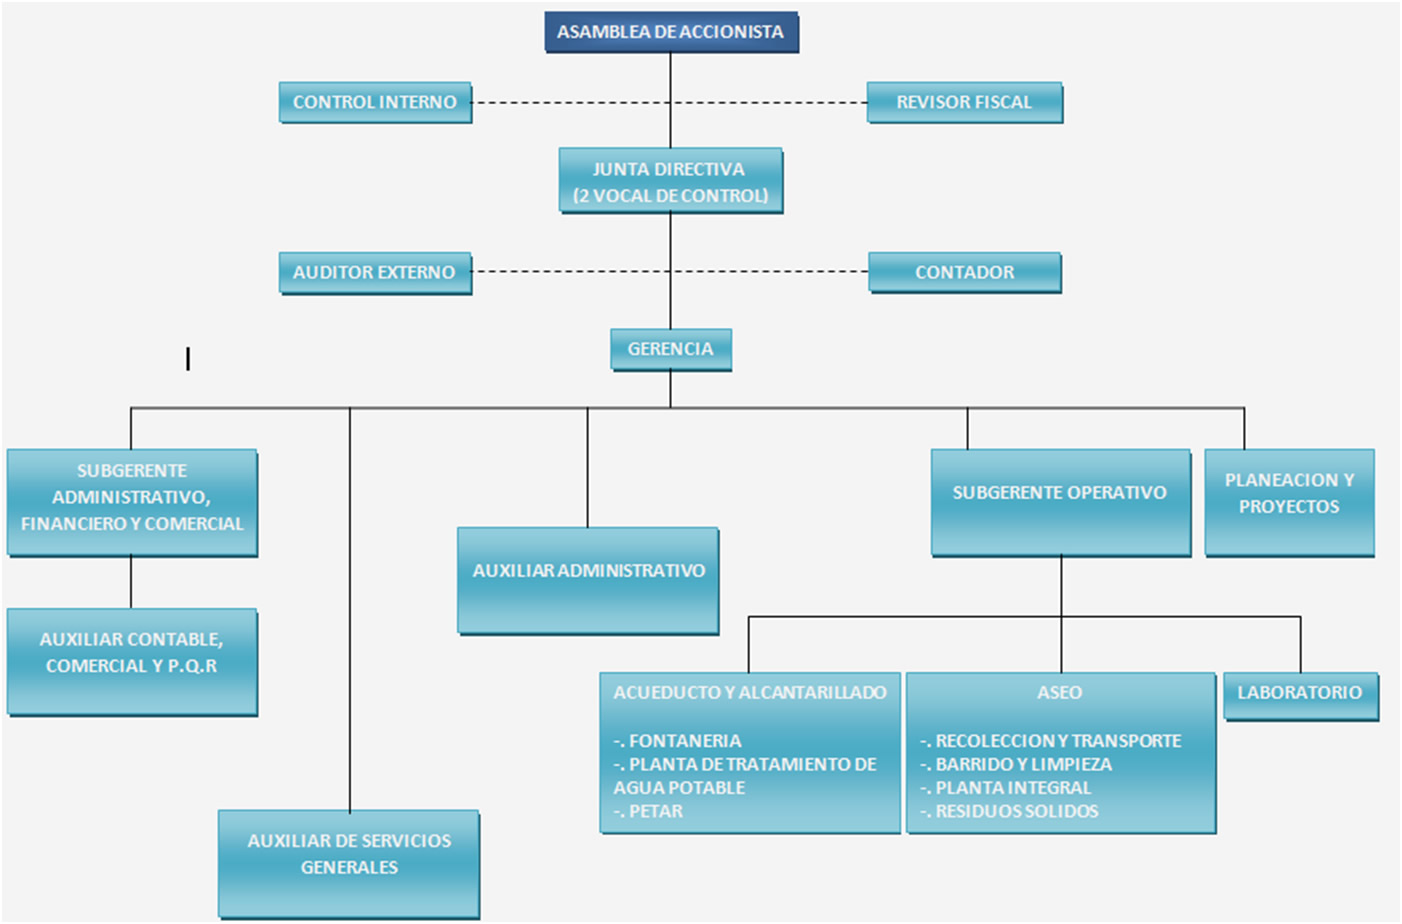 ASAMBLEA DE ACCIONISTA
CONTROL INTERNO
REVISOR FISCAL
JUNTA DIRECTIVA
(2 VOCAL DE CONTROL)
AUDITOR EXTERNO
CONTADOR
GERENCIA
SUBGERENTE
ADMINISTRATIVO,
FINANCIERO Y COMERCIAL
SUBGERENTE OPERATIVO
PLANEACION Y
PROYECTOS
AUXILIAR ADMINISTRATIVO
AUXILIAR CONTABLE,
COMERCIAL Y P.Q.R
ACUEDUCTO Y ALCANTARILLADO
-. FONTANERIA
-. PLANTA DE TRATAMIENTO DE
AGUA POTABLE
-. PETAR
ASEO
-. RECOLECCION Y TRANSPORTE
-. BARRIDO Y LIMPIEZA
-. PLANTA INTEGRAL
-. RESIDUOS SOLIDOS
LABORATORIO
AUXILIAR DE SERVICIOS
GENERALES